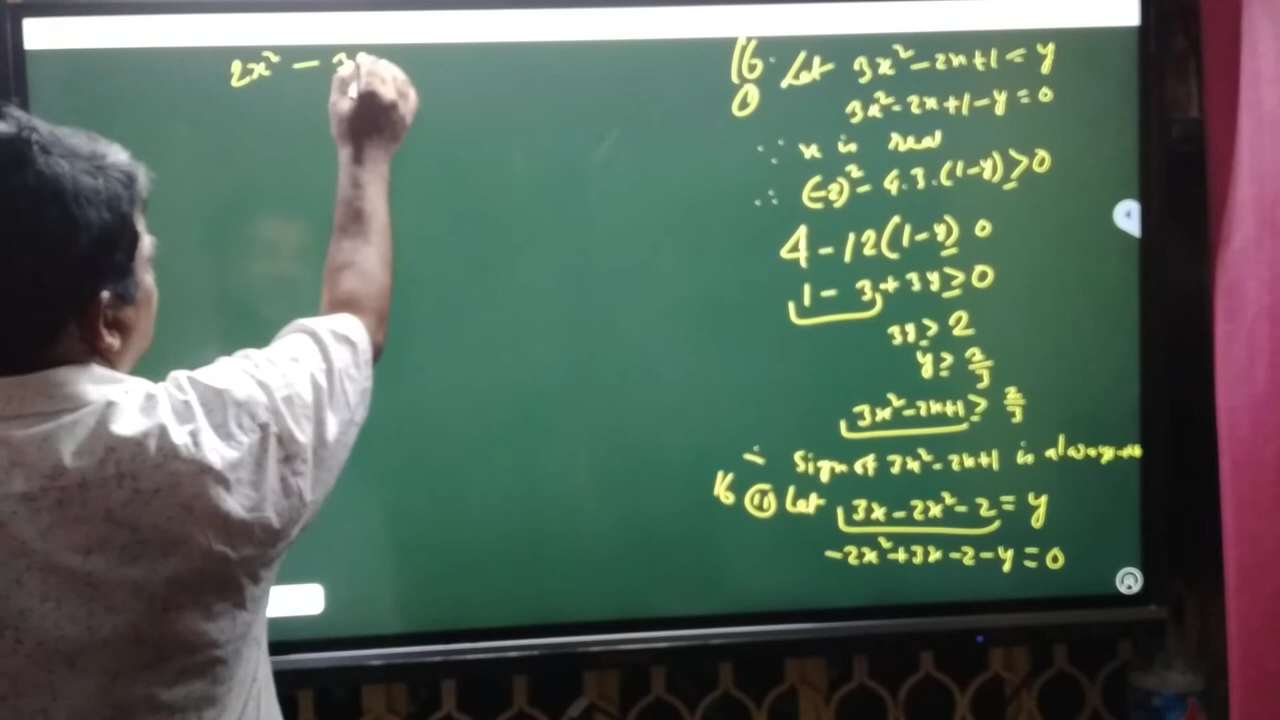 2x² - 3
16. Let 3x² - 2x + 1 = y
(i) 3x² - 2x + 1 - y = 0
∵ x is real
∴ (-2)² - 4.3.(1-y) ≥ 0
4 - 12(1-y) ≥ 0
1 - 3 + 3y ≥ 0
3y ≥ 2
y ≥ 2/3
3x² - 2x + 1 ≥ 2/3
∴ Sign of 3x² - 2x + 1 is always
16 (ii) Let 3x - 2x² - 2 = y
-2x² + 3x - 2 - y = 0